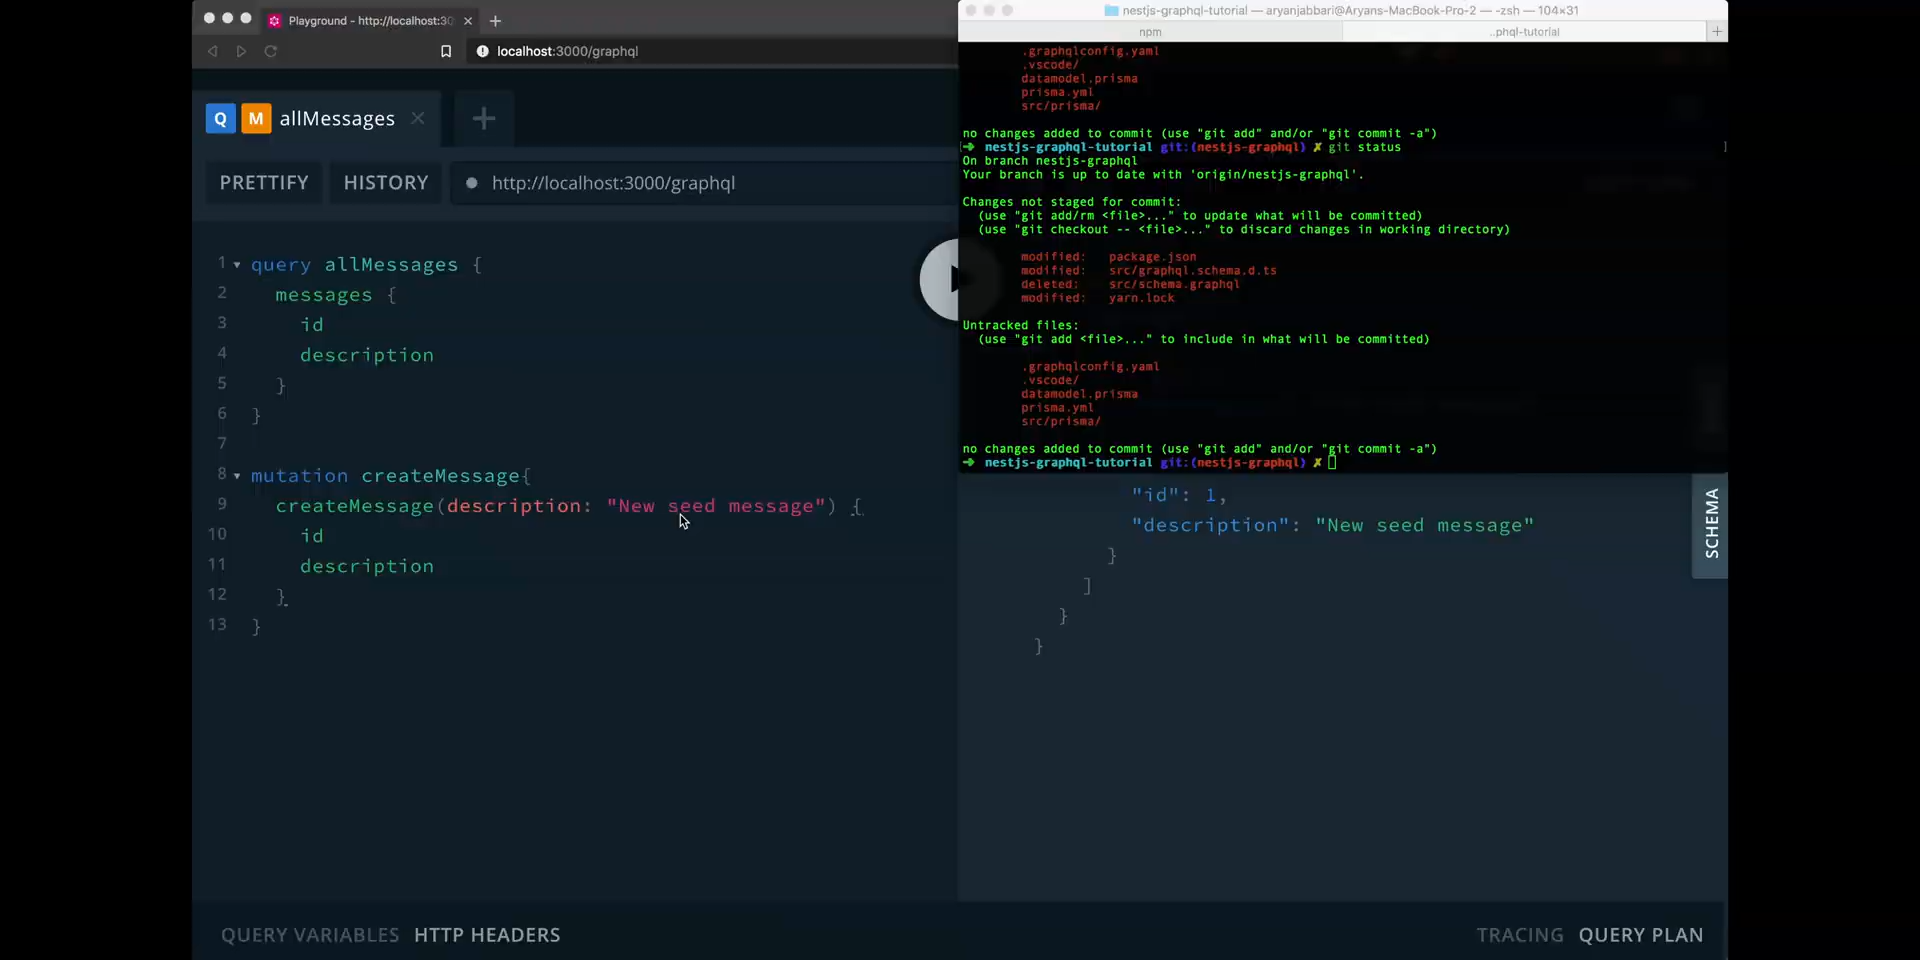 Playground - http://localhost:30
localhost:3000/graphql
Q M allMessages
PRETTIFY HISTORY http://localhost:3000/graphql
1 query allMessages {
2 messages {
3 id
4 description
5 }
6 }
7
8 mutation createMessage{
9 createMessage(description: "New seed message") {
10 id
11 description
12 }
13 }
QUERY VARIABLES HTTP HEADERS
nestjs-graphql-tutorial — aryanjabbari@Aryans-MacBook-Pro-2 — -zsh — 104×31
npm ..phql-tutorial
.graphqlconfig.yaml
.vscode/
datamodel.prisma
prisma.yml
src/prisma/
no changes added to commit (use "git add" and/or "git commit -a")
➜ nestjs-graphql-tutorial git:(nestjs-graphql) ✗ git status
On branch nestjs-graphql
Your branch is up to date with 'origin/nestjs-graphql'.
Changes not staged for commit:
(use "git add/rm <file>..." to update what will be committed)
(use "git checkout -- <file>..." to discard changes in working directory)
modified: package.json
modified: src/graphql.schema.d.ts
deleted: src/schema.graphql
modified: yarn.lock
Untracked files:
(use "git add <file>..." to include in what will be committed)
.graphqlconfig.yaml
.vscode/
datamodel.prisma
prisma.yml
src/prisma/
no changes added to commit (use "git add" and/or "git commit -a")
➜ nestjs-graphql-tutorial git:(nestjs-graphql) ✗
"id": 1,
"description": "New seed message"
}
]
}
}
SCHEMA
TRACING QUERY PLAN